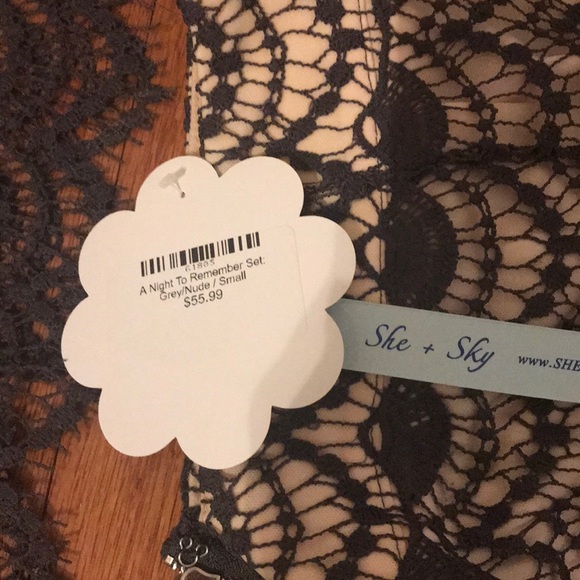 A Night To Remember Set:
Grey/Nude / Small
$55.99
She + Sky
www.SHE